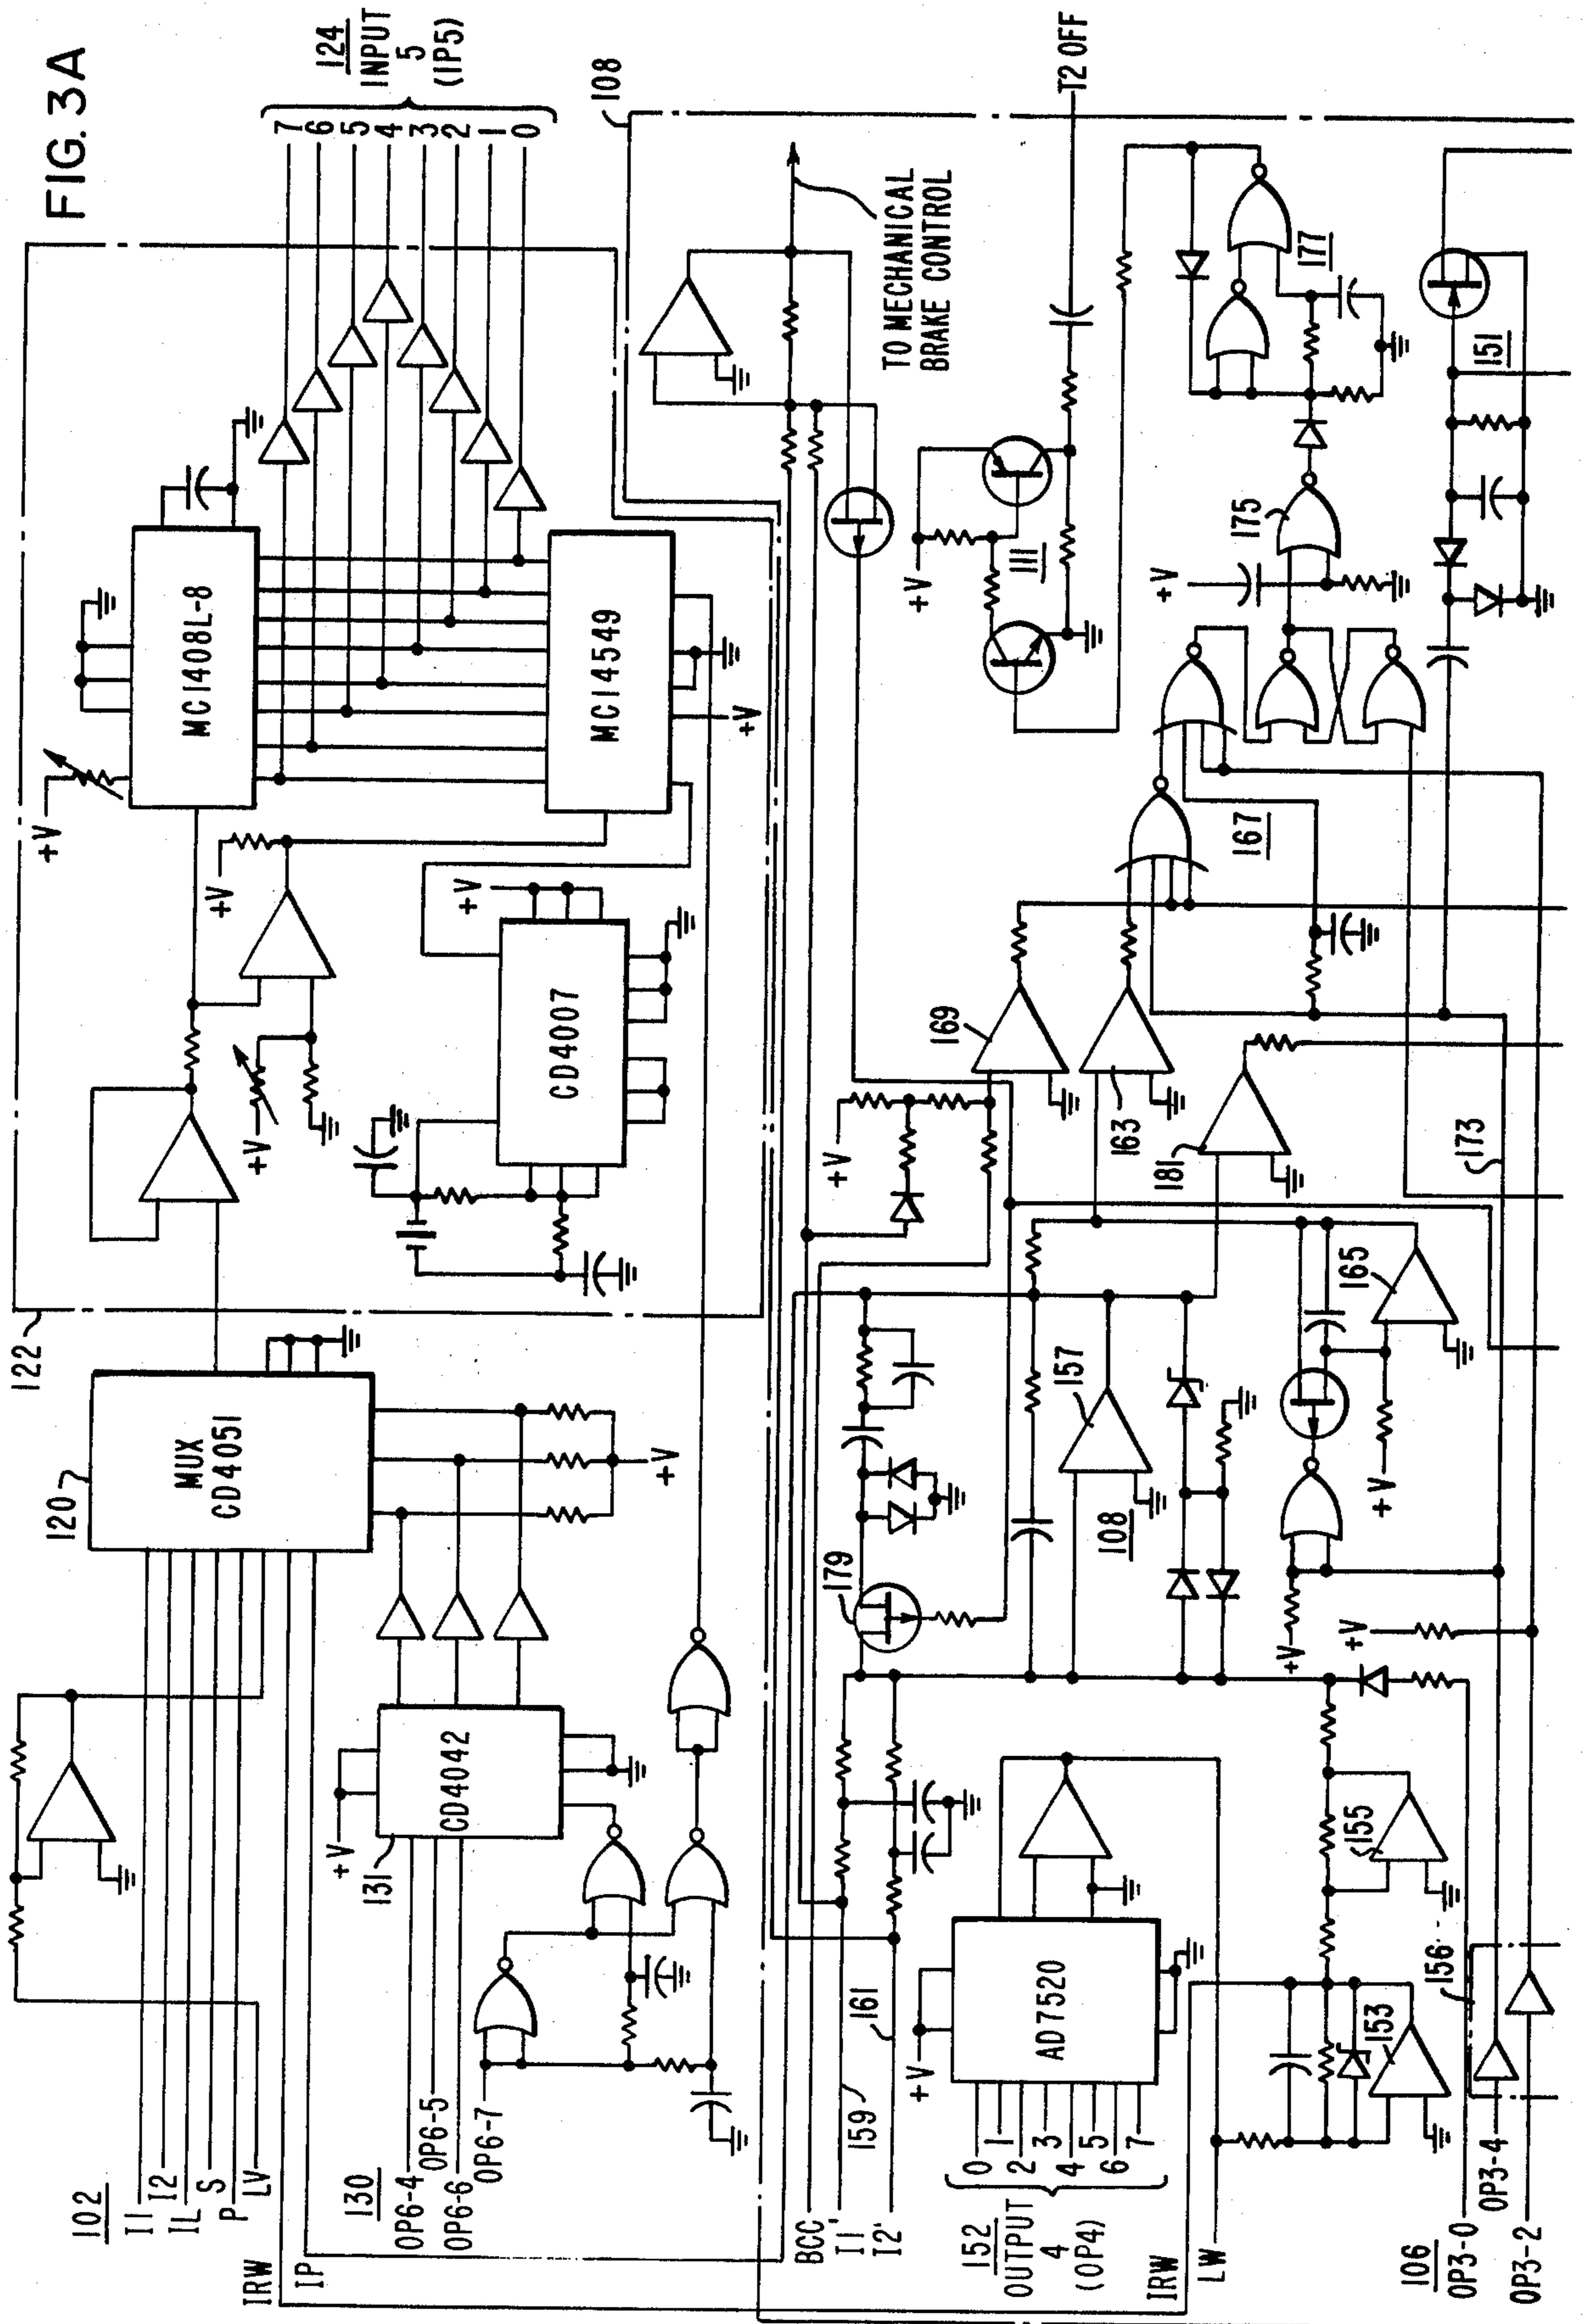 FIG. 3A
122
120
MUX
CD4051
102
I1
I2
IL
S
P
LV
IRW
IP
+V
MC1408L-8
+V
MC14549
+V
+V
CD4007
+V
7
6
5
4
3
2
1
0
124
INPUT
5
(IP5)
+V
131
CD4042
+V
130
OP6-4
OP6-5
OP6-6
OP6-7
108
TO MECHANICAL
BRAKE CONTROL
T2 OFF
+V
111
BCC
I1'
I2'
159
161
179
157
108
+V
169
163
181
167
+V
175
177
151
152
OUTPUT
4
(OP4)
0
1
2
3
4
5
6
7
+V
AD7520
IRW
LW
153
155
156
+V
+V
+V
165
173
106
OP3-0
OP3-4
OP3-2